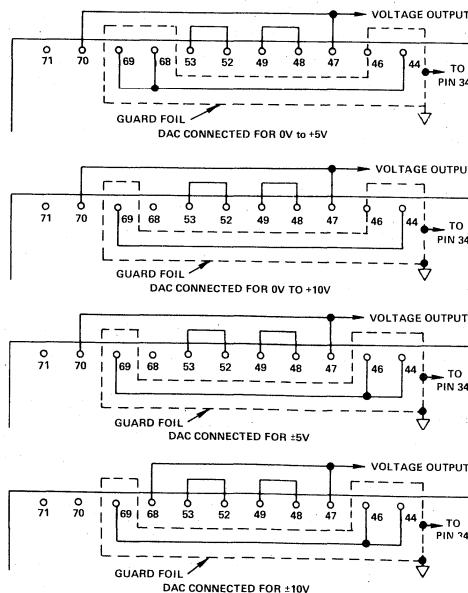 VOLTAGE OUTPUT
71 70 69 68 53 52 49 48 47 46 44
TO
PIN 34
GUARD FOIL
DAC CONNECTED FOR 0V to +5V
VOLTAGE OUTPUT
71 70 69 68 53 52 49 48 47 46 44
TO
PIN 34
GUARD FOIL
DAC CONNECTED FOR 0V TO +10V
VOLTAGE OUTPUT
71 70 69 68 53 52 49 48 47 46 44
TO
PIN 34
GUARD FOIL
DAC CONNECTED FOR ±5V
VOLTAGE OUTPUT
71 70 69 68 53 52 49 48 47 46 44
TO
PIN 34
GUARD FOIL
DAC CONNECTED FOR ±10V